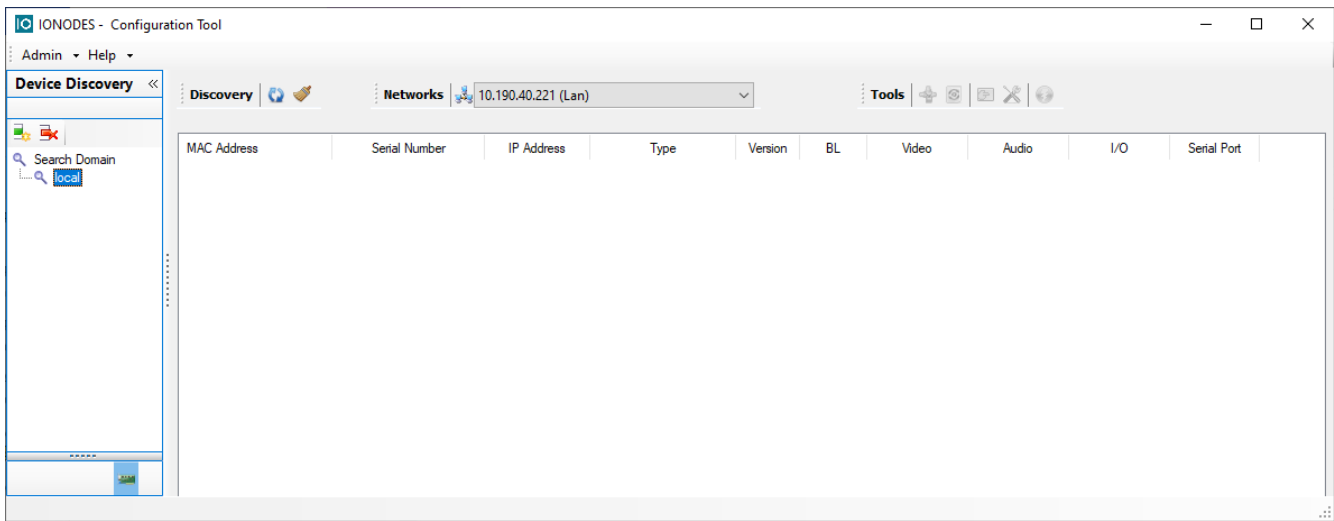 IO IONODES - Configuration Tool
Admin Help
Device Discovery
Discovery Networks 10.190.40.221 (Lan) Tools
MAC Address Serial Number IP Address Type Version BL Video Audio I/O Serial Port
Search Domain
local